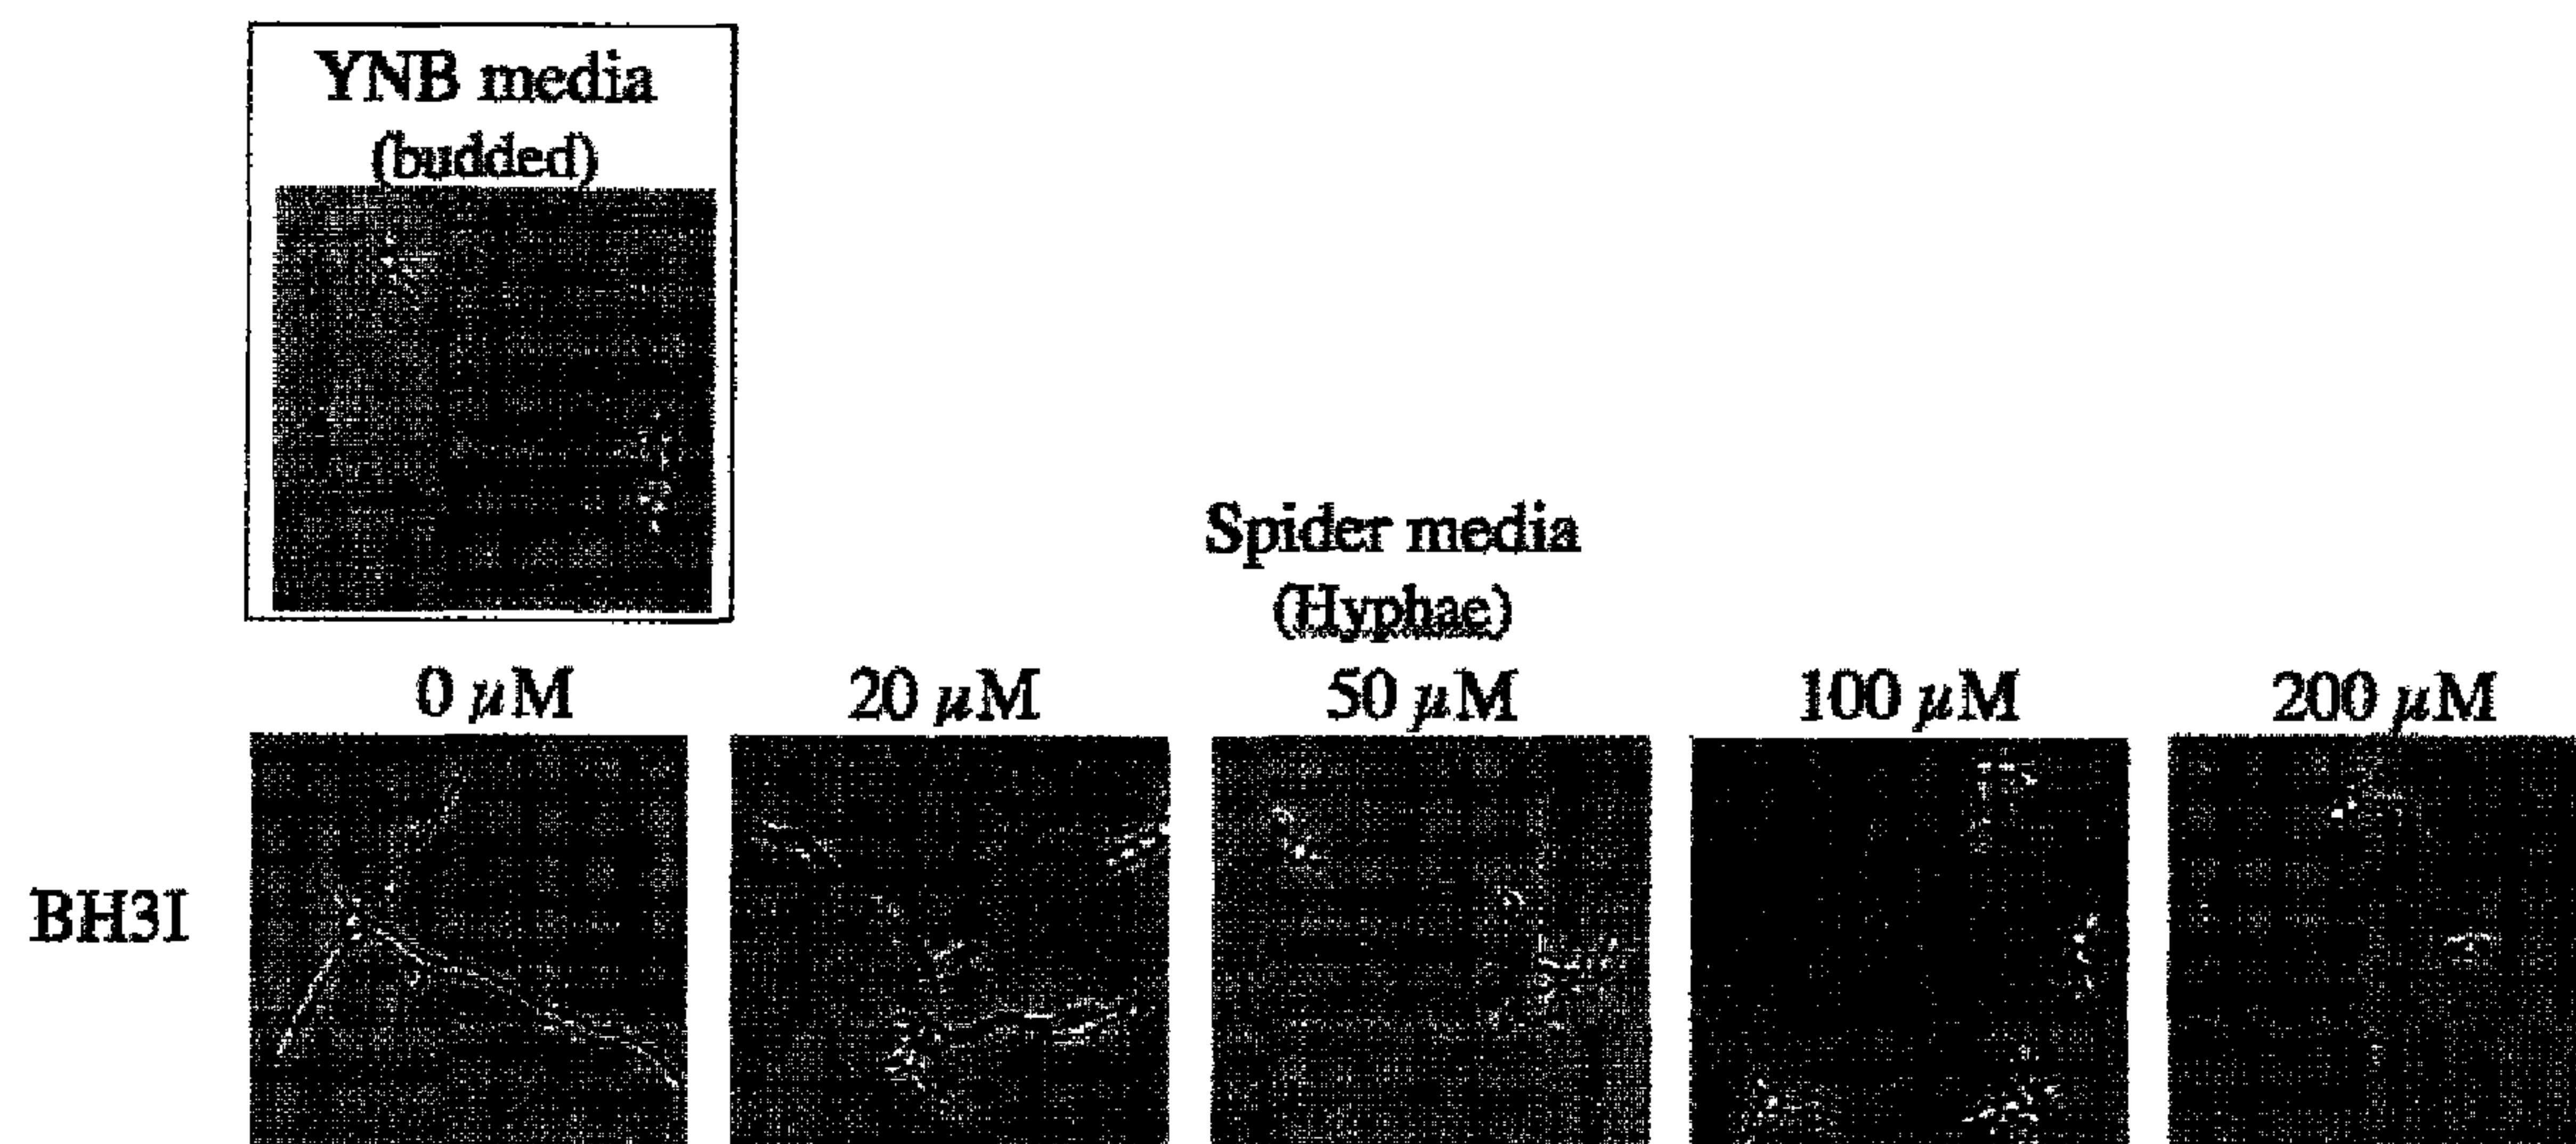 YNB media
(budded)
Spider media
(Hyphae)
0 µM 20 µM 50 µM 100 µM 200 µM
BH3I